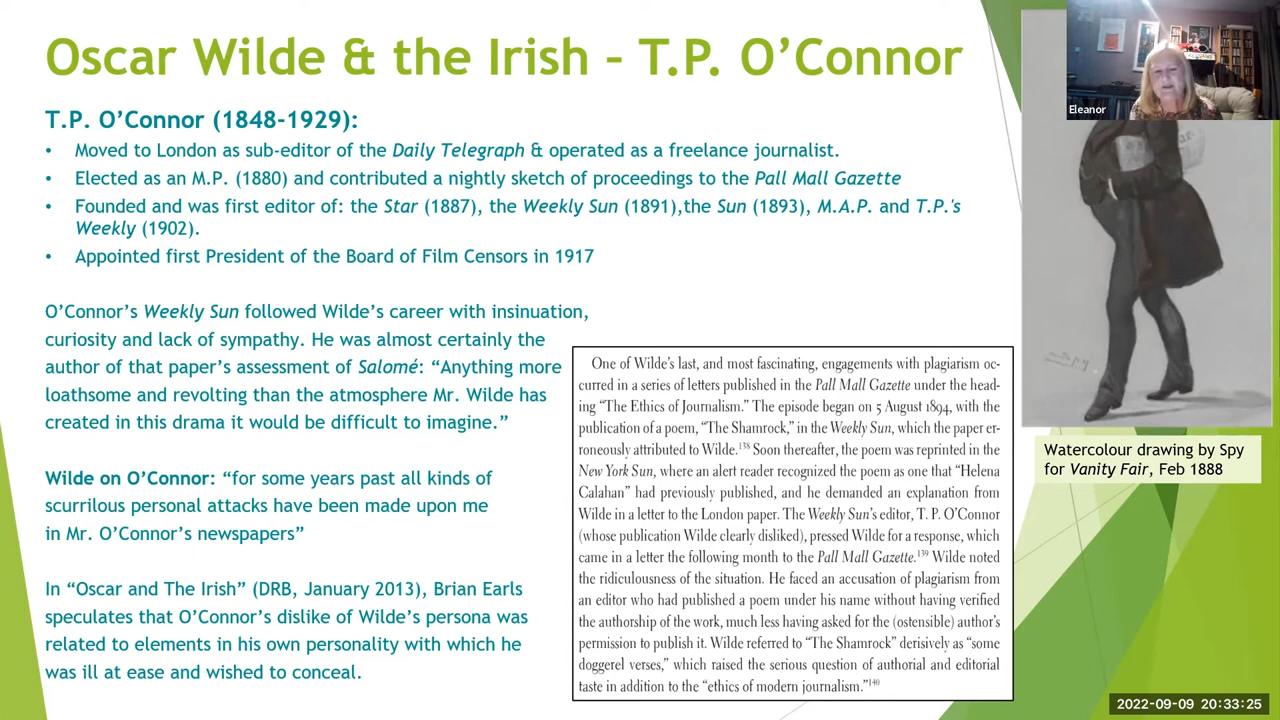 Oscar Wilde & the Irish – T.P. O’Connor
T.P. O’Connor (1848-1929):
• Moved to London as sub-editor of the Daily Telegraph & operated as a freelance journalist.
• Elected as an M.P. (1880) and contributed a nightly sketch of proceedings to the Pall Mall Gazette
• Founded and was first editor of: the Star (1887), the Weekly Sun (1891),the Sun (1893), M.A.P. and T.P.'s
Weekly (1902).
• Appointed first President of the Board of Film Censors in 1917
O’Connor’s Weekly Sun followed Wilde’s career with insinuation,
curiosity and lack of sympathy. He was almost certainly the
author of that paper’s assessment of Salomé: “Anything more
loathsome and revolting than the atmosphere Mr. Wilde has
created in this drama it would be difficult to imagine.”
Wilde on O’Connor: “for some years past all kinds of
scurrilous personal attacks have been made upon me
in Mr. O’Connor’s newspapers”
In “Oscar and The Irish” (DRB, January 2013), Brian Earls
speculates that O’Connor’s dislike of Wilde’s persona was
related to elements in his own personality with which he
was ill at ease and wished to conceal.
One of Wilde’s last, and most fascinating, engagements with plagiarism oc-
curred in a series of letters published in the Pall Mall Gazette under the head-
ing “The Ethics of Journalism.” The episode began on 5 August 1894, with the
publication of a poem, “The Shamrock,” in the Weekly Sun, which the paper er-
roneously attributed to Wilde.138 Soon thereafter, the poem was reprinted in the
New York Sun, where an alert reader recognized the poem as one that “Helena
Calahan” had previously published, and he demanded an explanation from
Wilde in a letter to the London paper. The Weekly Sun’s editor, T. P. O’Connor
(whose publication Wilde clearly disliked), pressed Wilde for a response, which
came in a letter the following month to the Pall Mall Gazette.139 Wilde noted
the ridiculousness of the situation. He faced an accusation of plagiarism from
an editor who had published a poem under his name without having verified
the authorship of the work, much less having asked for the (ostensible) author’s
permission to publish it. Wilde referred to “The Shamrock” derisively as “some
doggerel verses,” which raised the serious question of authorial and editorial
taste in addition to the “ethics of modern journalism.”140
Eleanor
Watercolour drawing by Spy
for Vanity Fair, Feb 1888
2022-09-09 20:33:25